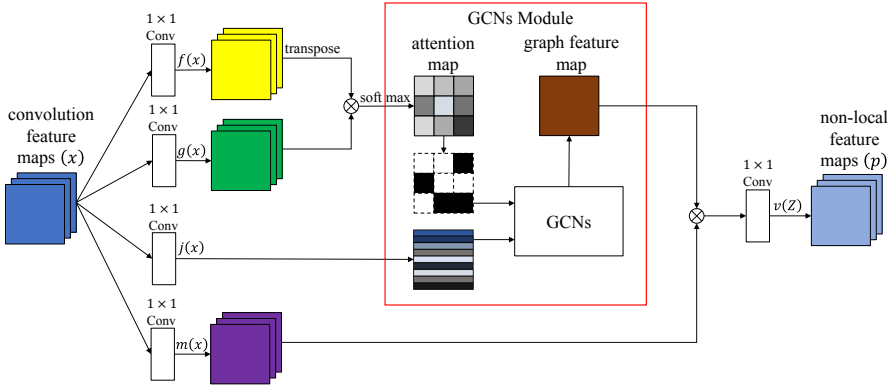 GCNs Module
1 × 1
Conv
f(x)
transpose
attention
map
graph feature
map
soft max
convolution
feature
maps (x)
1 × 1
Conv
g(x)
non-local
feature
maps (p)
1 × 1
Conv
v(Z)
GCNs
1 × 1
Conv
j(x)
1 × 1
Conv
m(x)